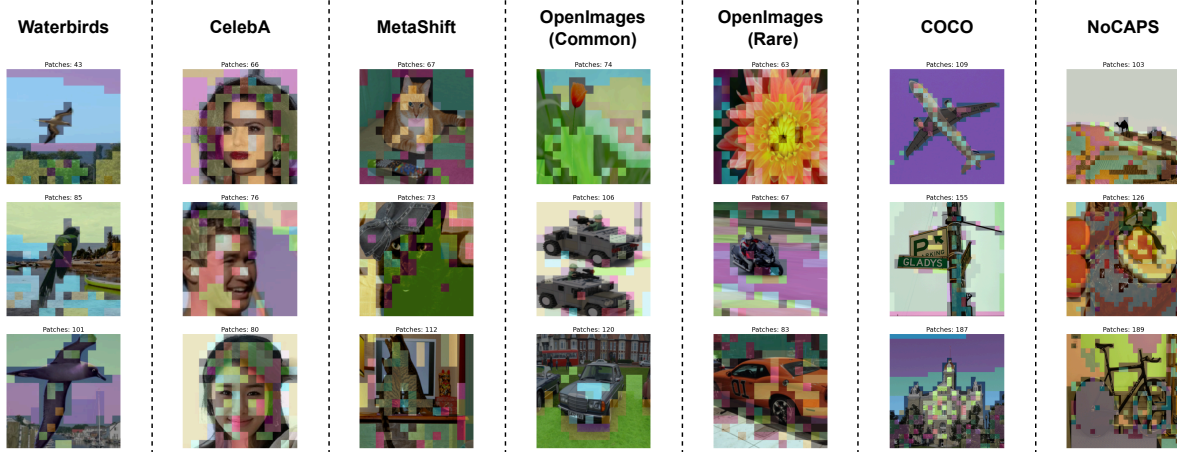 Waterbirds
CelebA
MetaShift
OpenImages
(Common)
OpenImages
(Rare)
COCO
NoCAPS
Patches: 43
Patches: 66
Patches: 67
Patches: 74
Patches: 63
Patches: 109
Patches: 103
Patches: 85
Patches: 76
Patches: 73
Patches: 106
Patches: 67
Patches: 155
Patches: 126
P
GLADYS
Patches: 101
Patches: 80
Patches: 112
Patches: 120
Patches: 83
Patches: 187
Patches: 189
01